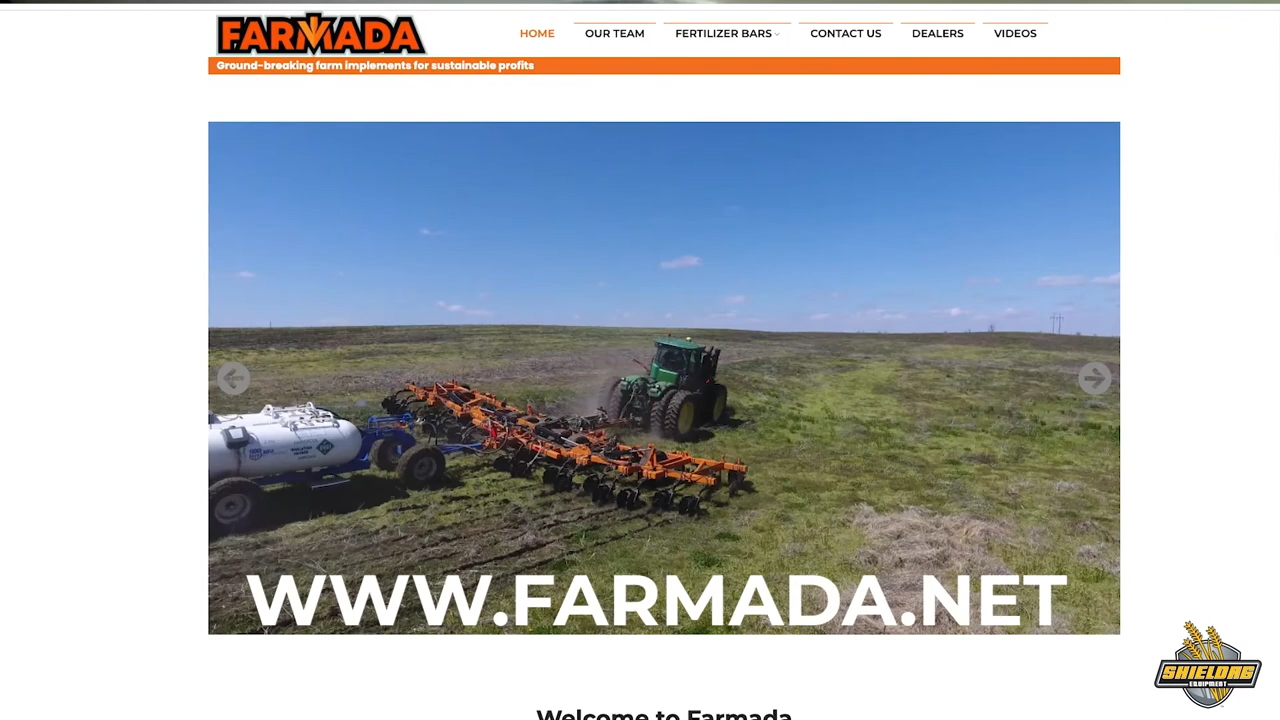 FARMADA
HOME OUR TEAM FERTILIZER BARS CONTACT US DEALERS VIDEOS
Ground-breaking farm implements for sustainable profits
WWW.FARMADA.NET
SHIELDAG
EQUIPMENT
Welcome to Farmada